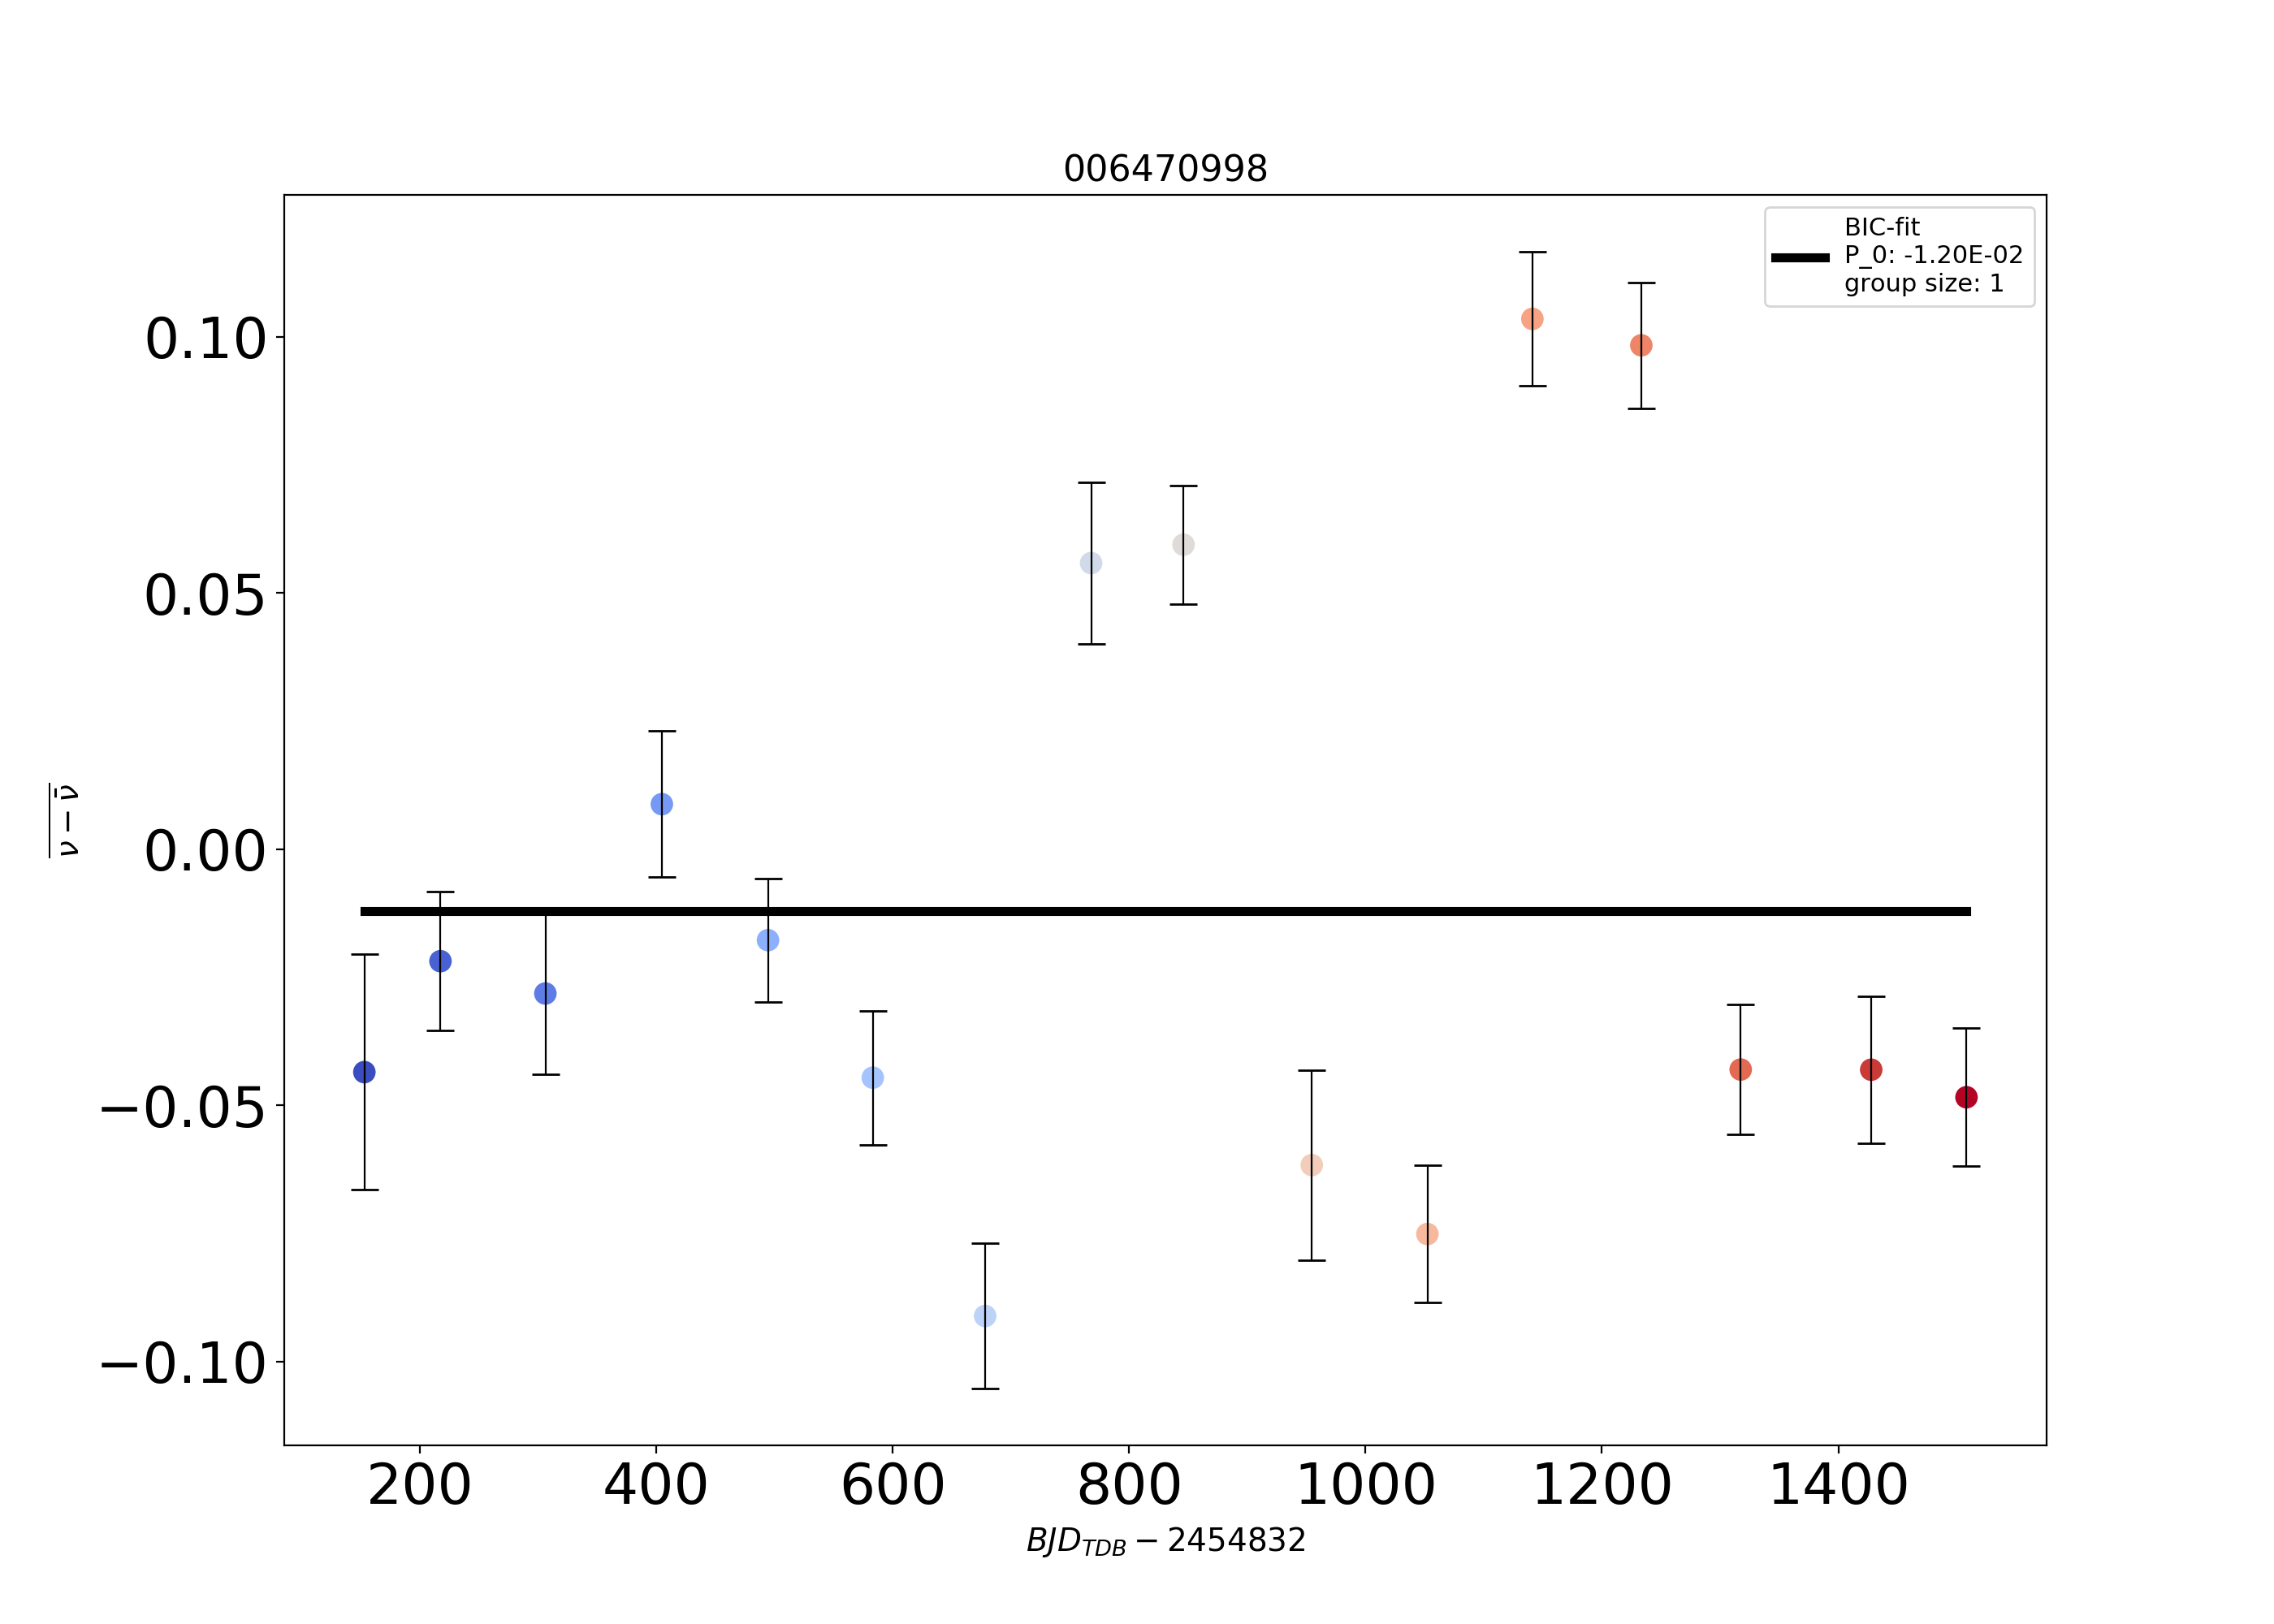 006470998
BIC-fit
P_0: -1.20E-02
group size: 1
0.10
0.05
0.00
−0.05
−0.10
ν − ν̄
200 400 600 800 1000 1200 1400
BJD_TDB − 2454832